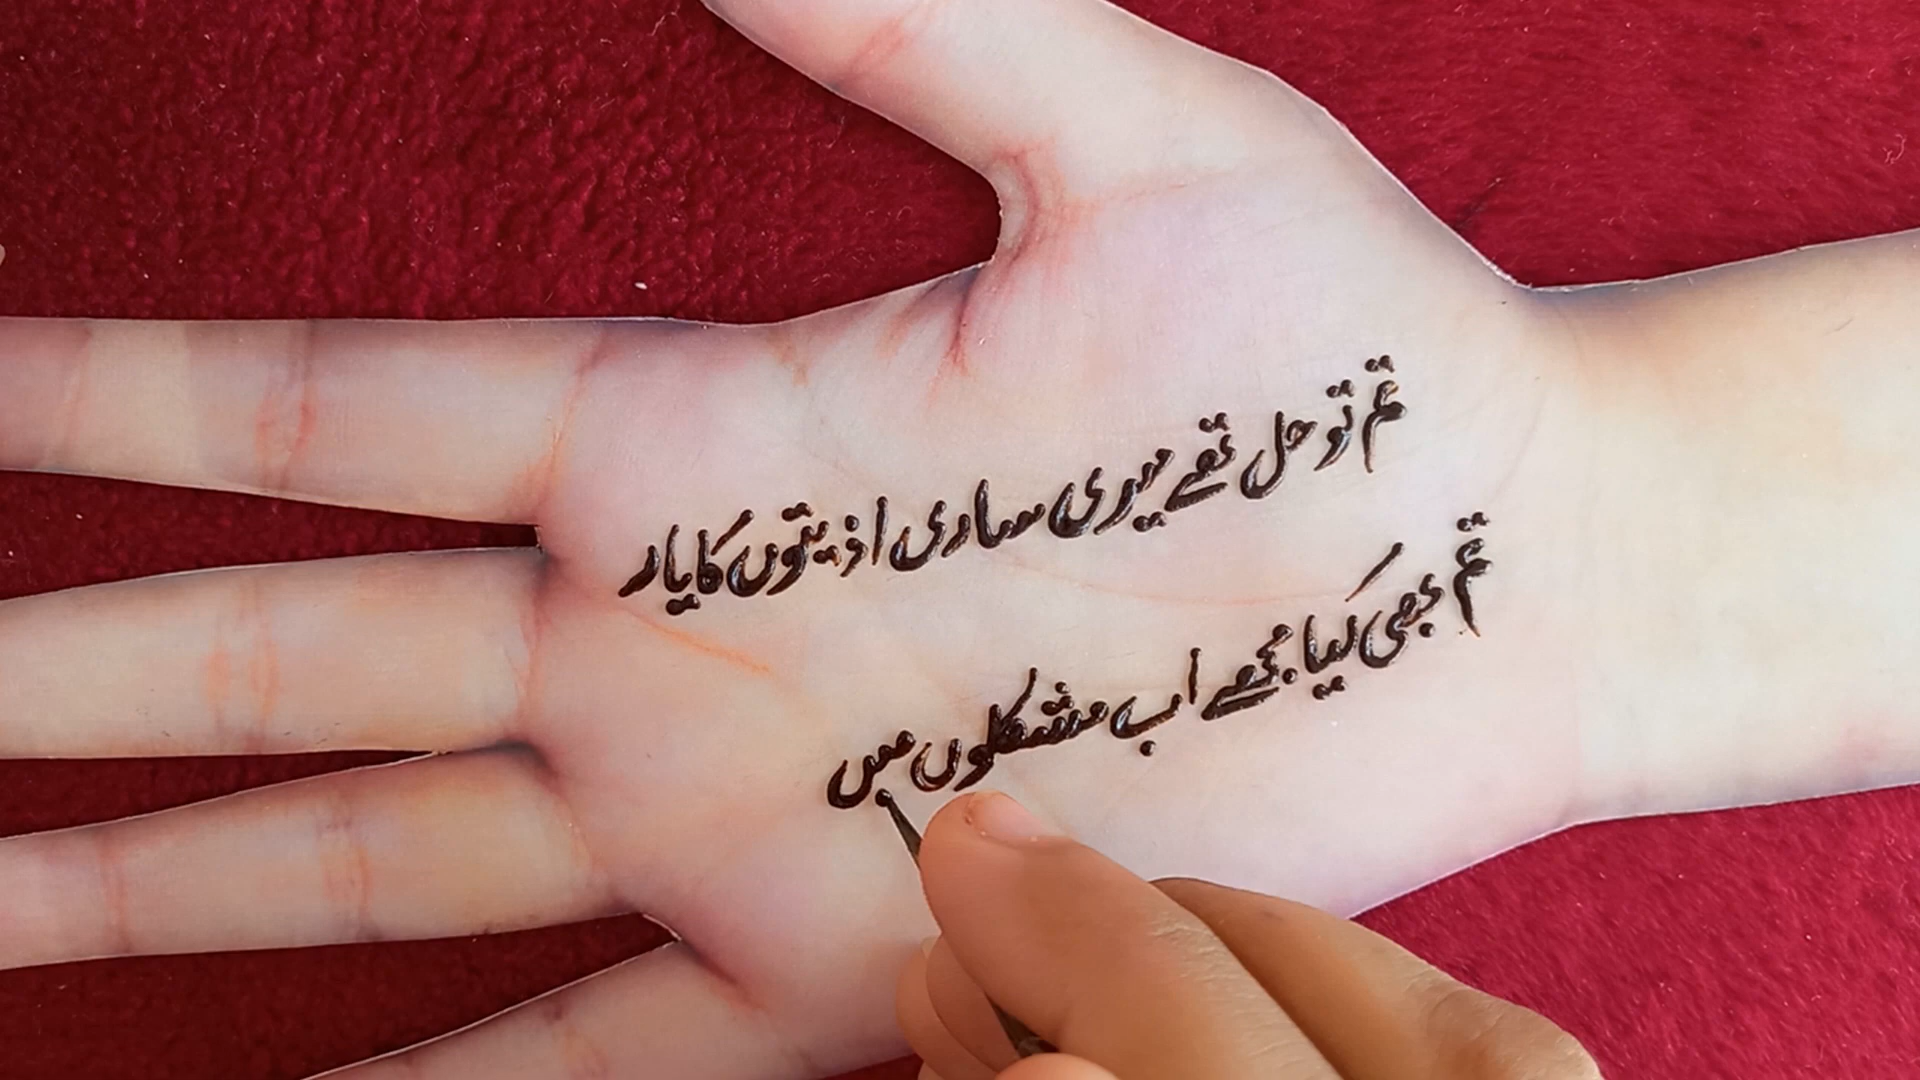 تم تو حل تھے میری ساری اذیتوں کا یار
تم بھی کیا مجھے اب مشکلوں میں